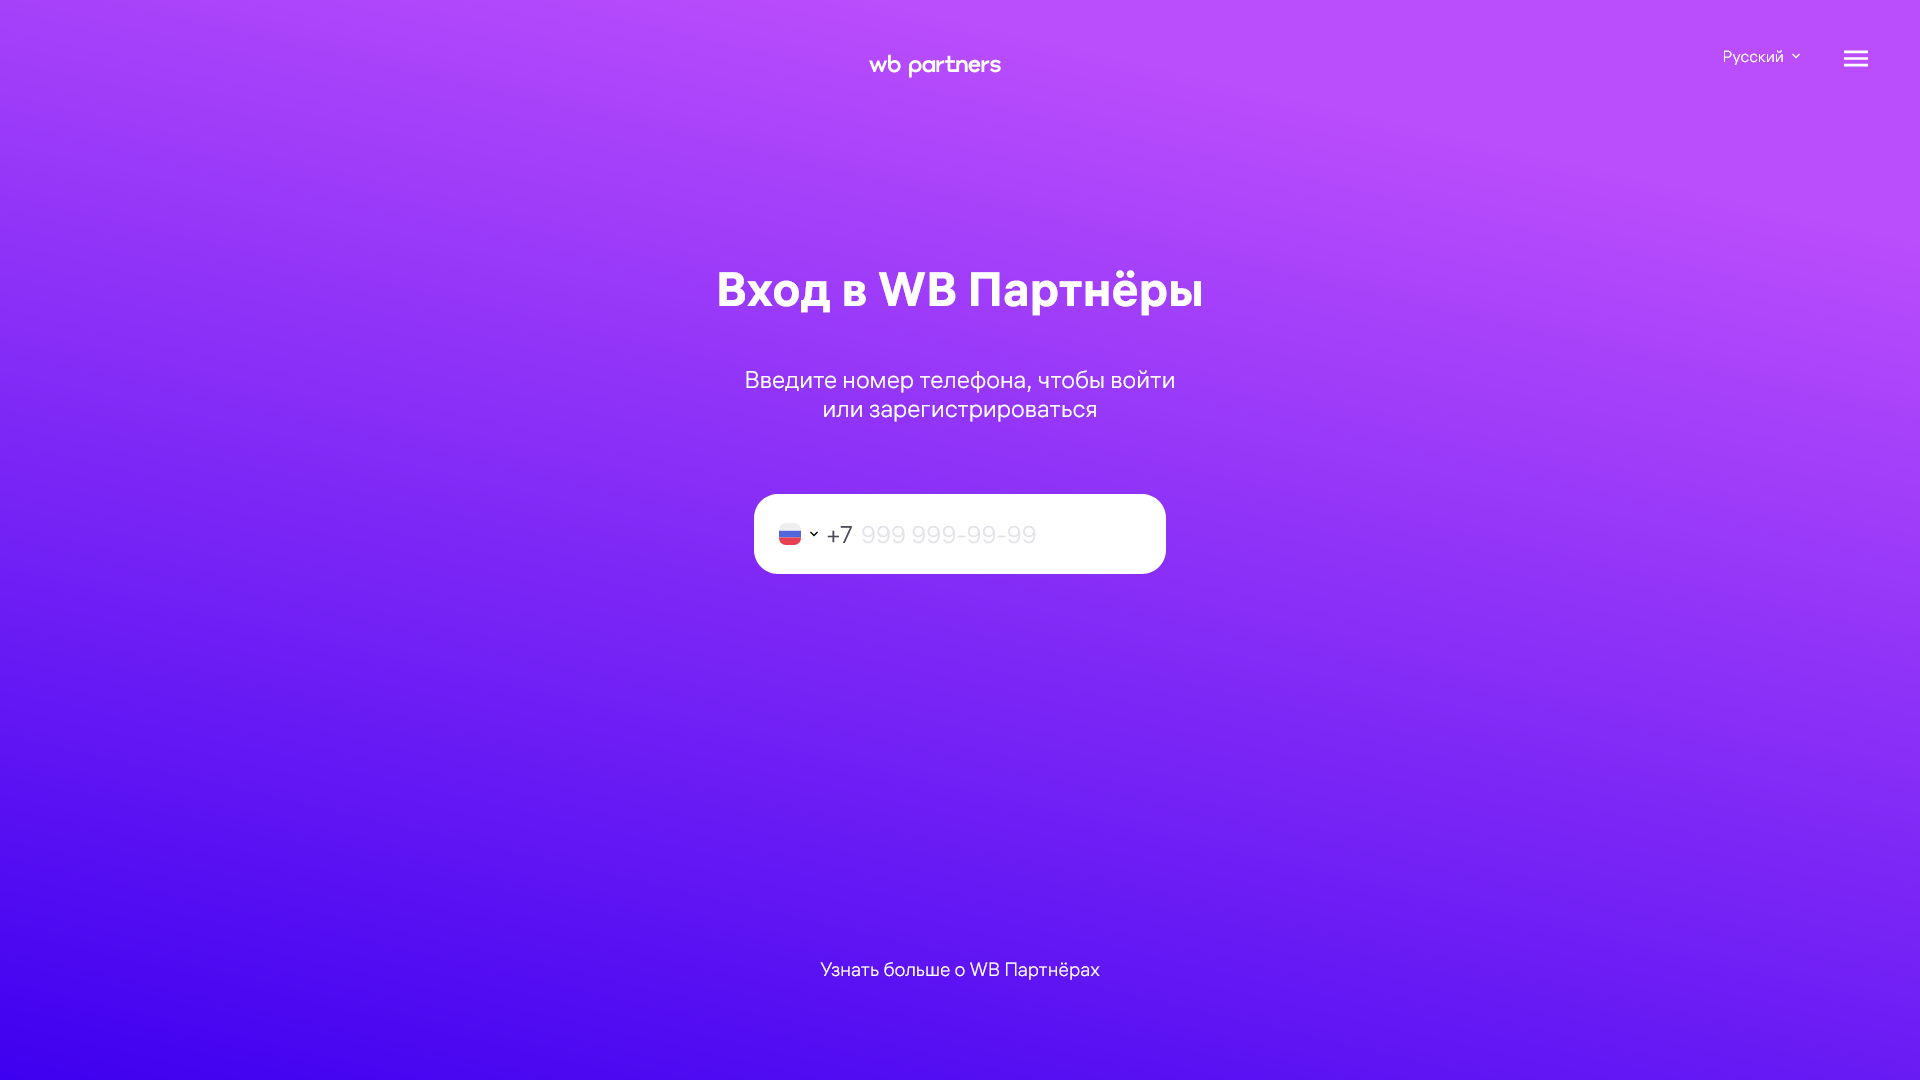 wb partners
Русский
Вход в WB Партнёры
Введите номер телефона, чтобы войти
или зарегистрироваться
+7 999 999-99-99
Узнать больше о WB Партнёрах